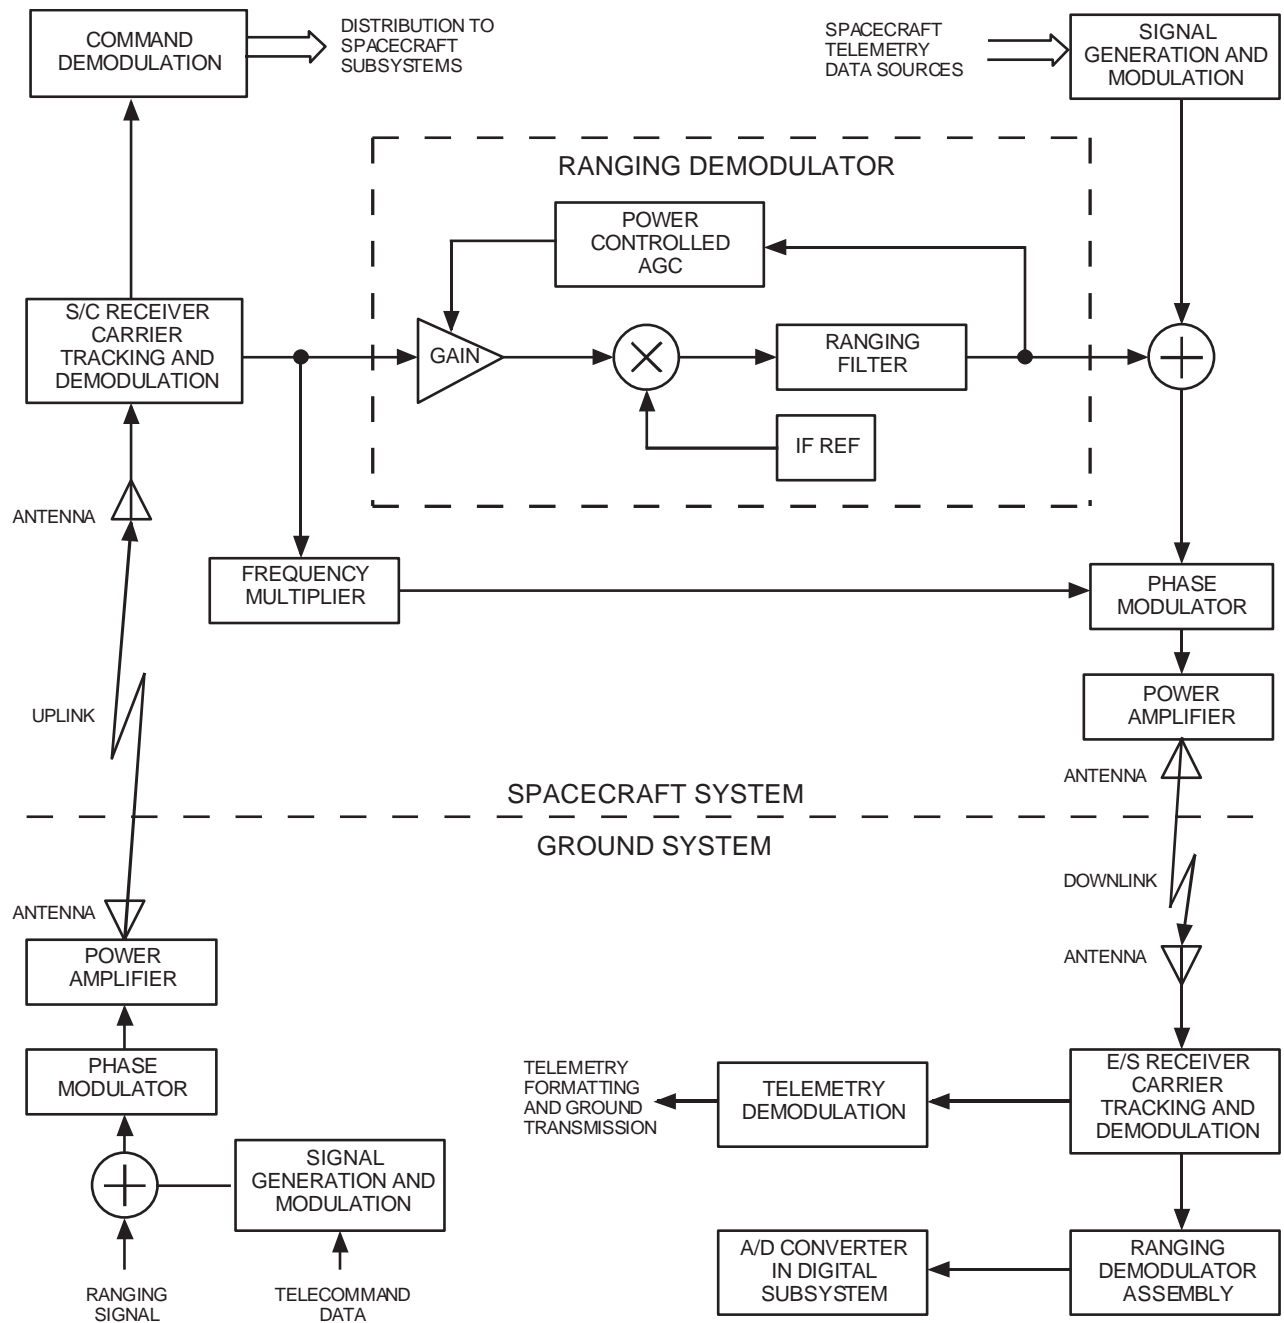 COMMAND
DEMODULATION
DISTRIBUTION TO
SPACECRAFT
SUBSYSTEMS
SPACECRAFT
TELEMETRY
DATA SOURCES
SIGNAL
GENERATION AND
MODULATION
RANGING DEMODULATOR
POWER
CONTROLLED
AGC
S/C RECEIVER
CARRIER
TRACKING AND
DEMODULATION
GAIN
RANGING
FILTER
IF REF
ANTENNA
FREQUENCY
MULTIPLIER
PHASE
MODULATOR
UPLINK
POWER
AMPLIFIER
ANTENNA
SPACECRAFT SYSTEM
GROUND SYSTEM
DOWNLINK
ANTENNA
POWER
AMPLIFIER
ANTENNA
PHASE
MODULATOR
TELEMETRY
FORMATTING
AND GROUND
TRANSMISSION
TELEMETRY
DEMODULATION
E/S RECEIVER
CARRIER
TRACKING AND
DEMODULATION
SIGNAL
GENERATION AND
MODULATION
A/D CONVERTER
IN DIGITAL
SUBSYSTEM
RANGING
DEMODULATOR
ASSEMBLY
RANGING
SIGNAL
TELECOMMAND
DATA